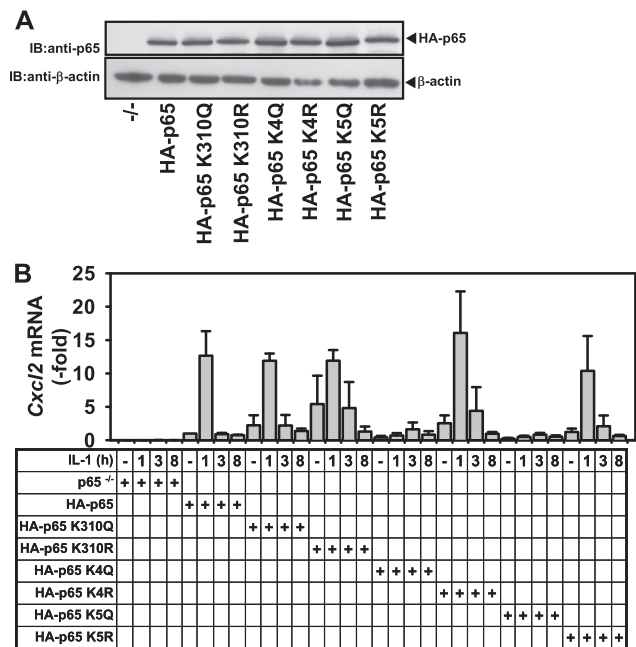 A
IB:anti-p65
◄HA-p65
IB:anti-β-actin
◄β-actin
-/-
HA-p65
HA-p65 K310Q
HA-p65 K310R
HA-p65 K4Q
HA-p65 K4R
HA-p65 K5Q
HA-p65 K5R
B
Cxcl2 mRNA
(-fold)
25
20
15
10
5
0
IL-1 (h) - 1 3 8 - 1 3 8 - 1 3 8 - 1 3 8 - 1 3 8 - 1 3 8 - 1 3 8 - 1 3 8
p65 -/- + + + +
HA-p65 + + + +
HA-p65 K310Q + + + +
HA-p65 K310R + + + +
HA-p65 K4Q + + + +
HA-p65 K4R + + + +
HA-p65 K5Q + + + +
HA-p65 K5R + + + +